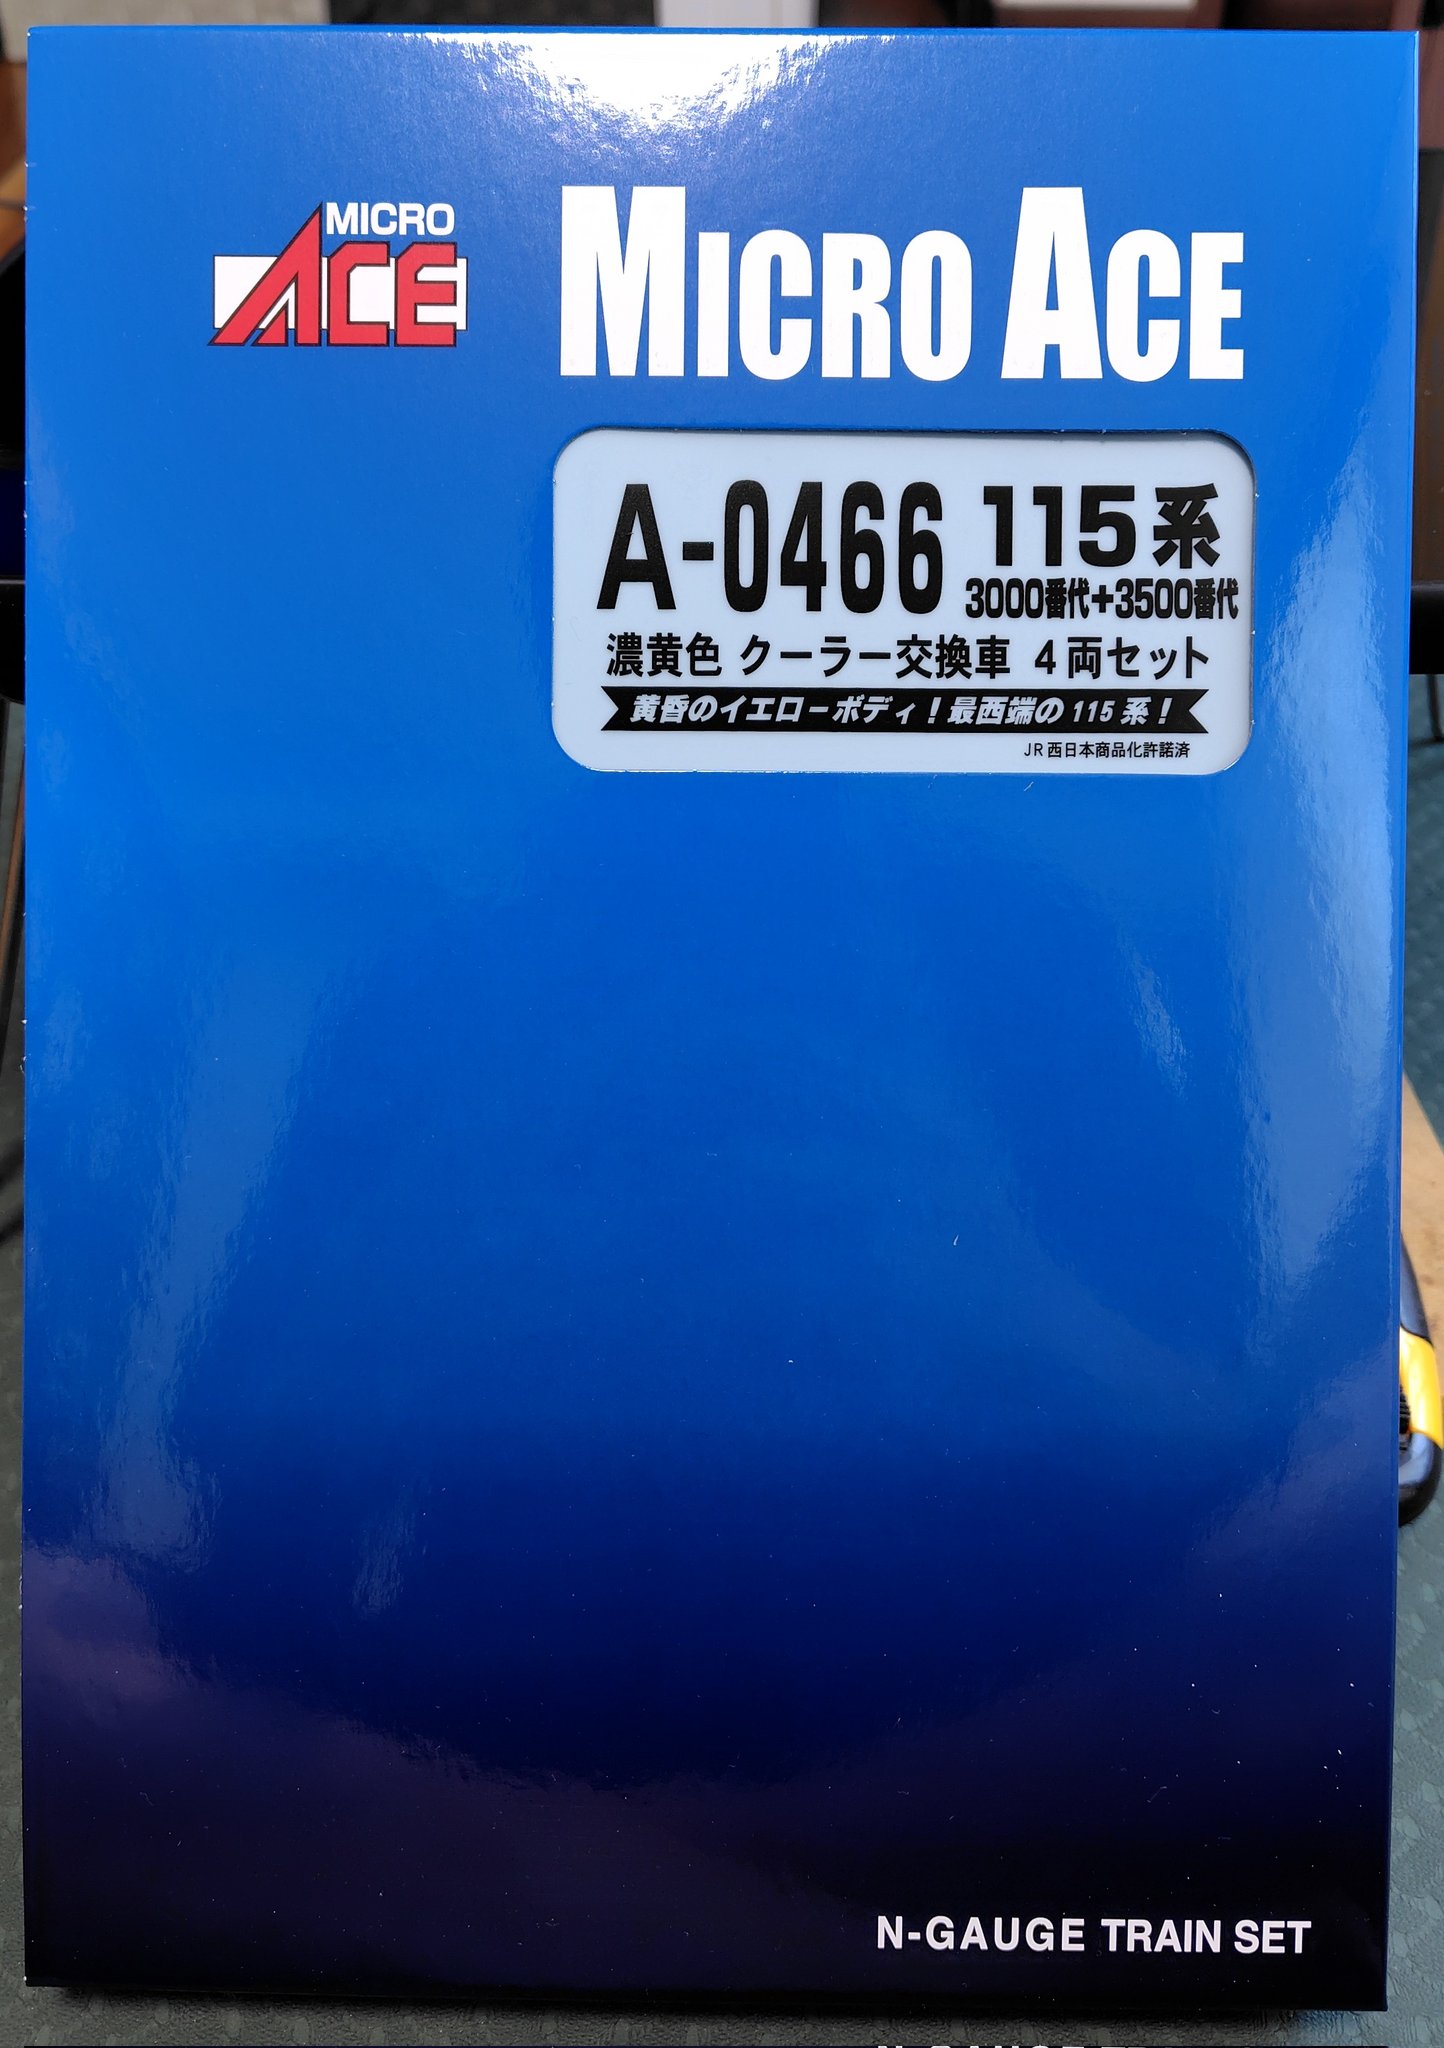 MICRO
ACE
MICRO ACE
A-0466 115系
3000番代+3500番代
濃黄色 クーラー交換車 4両セット
黄昏のイエローボディ!最西端の115系!
JR西日本商品化許諾済
N-GAUGE TRAIN SET